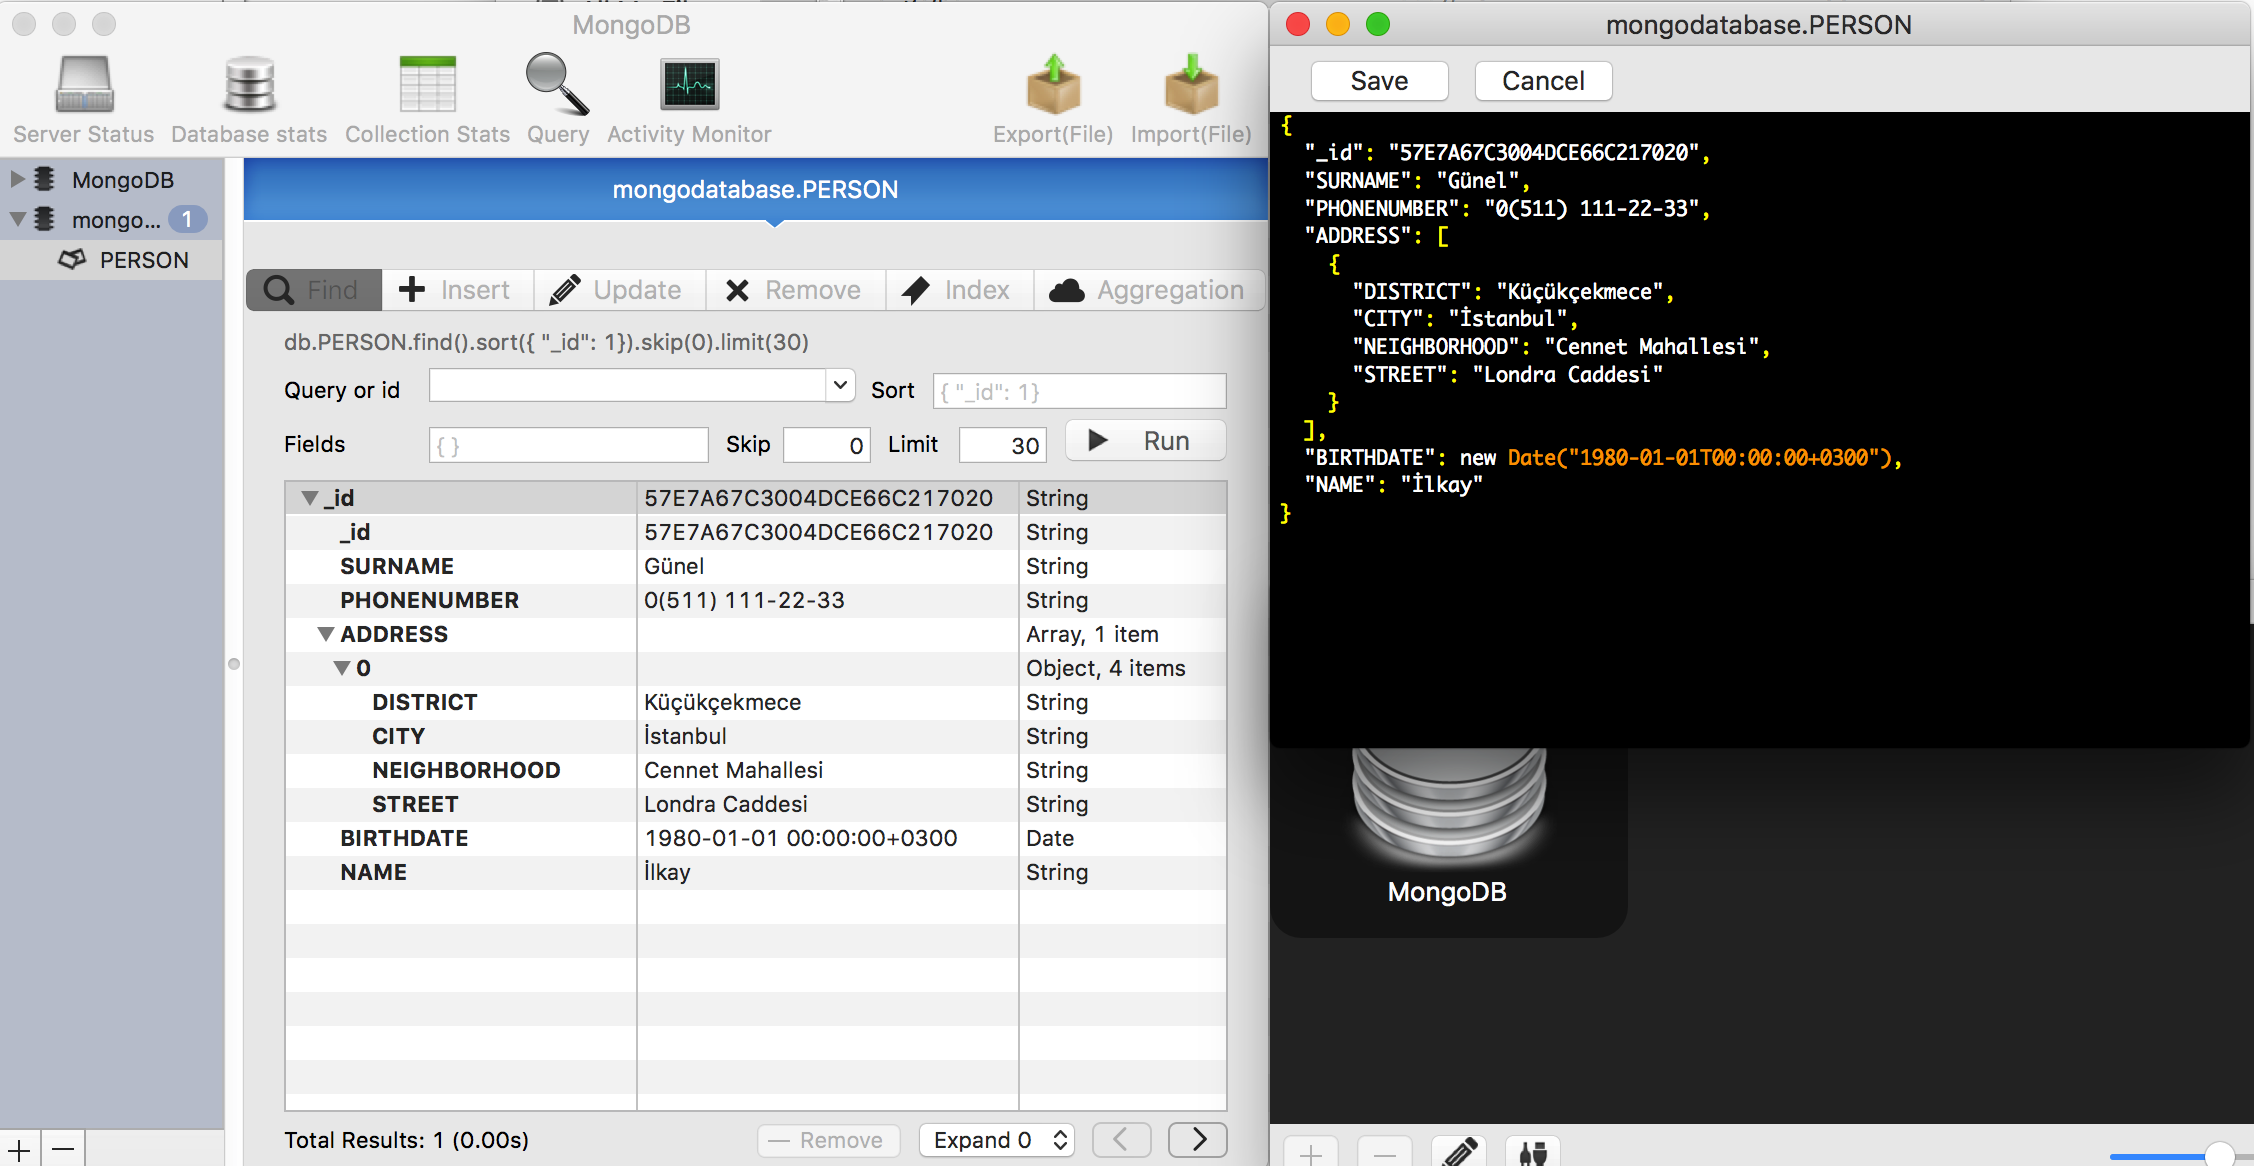 MongoDB
Server Status Database stats Collection Stats Query Activity Monitor Export(File) Import(File)
MongoDB
mongo... 1
PERSON
mongodatabase.PERSON
Find Insert Update Remove Index Aggregation
db.PERSON.find().sort({ "_id": 1}).skip(0).limit(30)
Query or id Sort { "_id": 1}
Fields { } Skip 0 Limit 30 Run
_id 57E7A67C3004DCE66C217020 String
_id 57E7A67C3004DCE66C217020 String
SURNAME Günel String
PHONENUMBER 0(511) 111-22-33 String
ADDRESS Array, 1 item
0 Object, 4 items
DISTRICT Küçükçekmece String
CITY İstanbul String
NEIGHBORHOOD Cennet Mahallesi String
STREET Londra Caddesi String
BIRTHDATE 1980-01-01 00:00:00+0300 Date
NAME İlkay String
Total Results: 1 (0.00s) Remove Expand 0
mongodatabase.PERSON
Save Cancel
{
"_id": "57E7A67C3004DCE66C217020",
"SURNAME": "Günel",
"PHONENUMBER": "0(511) 111-22-33",
"ADDRESS": [
{
"DISTRICT": "Küçükçekmece",
"CITY": "İstanbul",
"NEIGHBORHOOD": "Cennet Mahallesi",
"STREET": "Londra Caddesi"
}
],
"BIRTHDATE": new Date("1980-01-01T00:00:00+0300"),
"NAME": "İlkay"
}
MongoDB